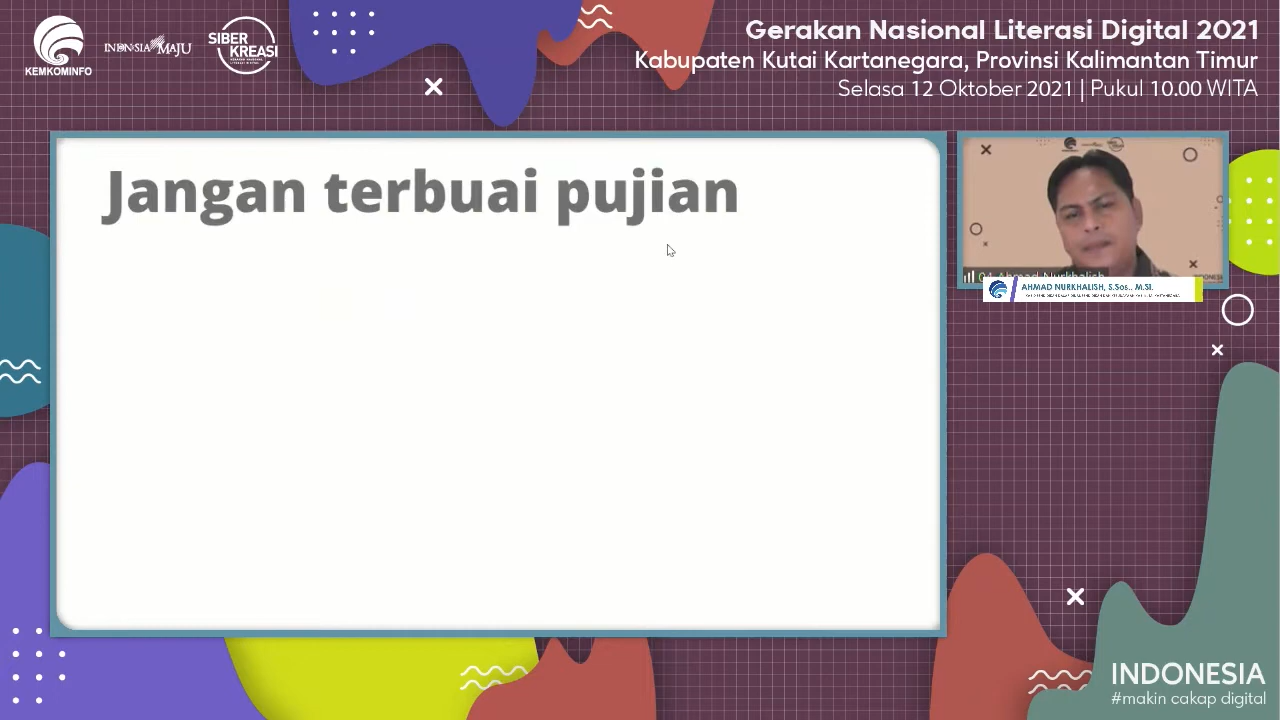 KEMKOMINFO
INDONESIA MAJU
SIBER KREASI
Gerakan Nasional Literasi Digital 2021
Kabupaten Kutai Kartanegara, Provinsi Kalimantan Timur
Selasa 12 Oktober 2021 | Pukul 10.00 WITA
Jangan terbuai pujian
04_Ahmad_Nurkhalish
AHMAD NURKHALISH, S.Sos., M.Si.
INDONESIA
#makin cakap digital